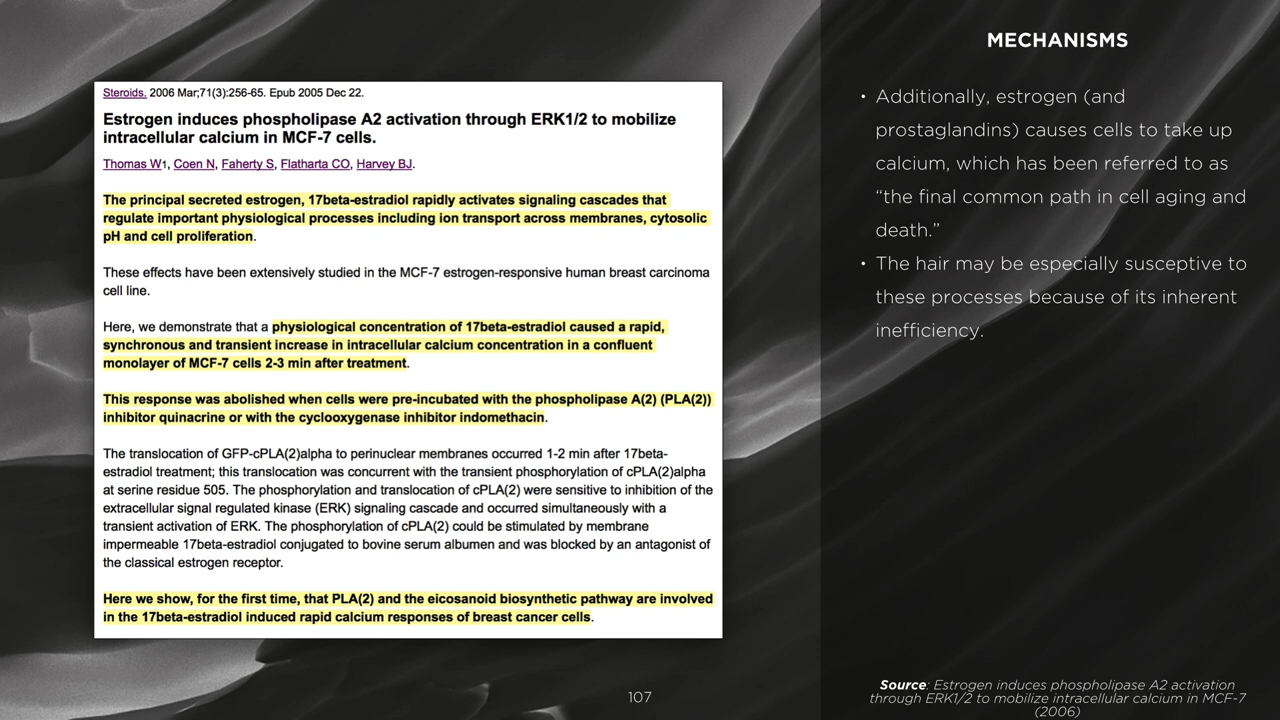 Steroids. 2006 Mar;71(3):256-65. Epub 2005 Dec 22.
Estrogen induces phospholipase A2 activation through ERK1/2 to mobilize
intracellular calcium in MCF-7 cells.
Thomas W1, Coen N, Faherty S, Flatharta CO, Harvey BJ.
The principal secreted estrogen, 17beta-estradiol rapidly activates signaling cascades that
regulate important physiological processes including ion transport across membranes, cytosolic
pH and cell proliferation.
These effects have been extensively studied in the MCF-7 estrogen-responsive human breast carcinoma
cell line.
Here, we demonstrate that a physiological concentration of 17beta-estradiol caused a rapid,
synchronous and transient increase in intracellular calcium concentration in a confluent
monolayer of MCF-7 cells 2-3 min after treatment.
This response was abolished when cells were pre-incubated with the phospholipase A(2) (PLA(2))
inhibitor quinacrine or with the cyclooxygenase inhibitor indomethacin.
The translocation of GFP-cPLA(2)alpha to perinuclear membranes occurred 1-2 min after 17beta-
estradiol treatment; this translocation was concurrent with the transient phosphorylation of cPLA(2)alpha
at serine residue 505. The phosphorylation and translocation of cPLA(2) were sensitive to inhibition of the
extracellular signal regulated kinase (ERK) signaling cascade and occurred simultaneously with a
transient activation of ERK. The phosphorylation of cPLA(2) could be stimulated by membrane
impermeable 17beta-estradiol conjugated to bovine serum albumen and was blocked by an antagonist of
the classical estrogen receptor.
Here we show, for the first time, that PLA(2) and the eicosanoid biosynthetic pathway are involved
in the 17beta-estradiol induced rapid calcium responses of breast cancer cells.
107
MECHANISMS
• Additionally, estrogen (and
prostaglandins) causes cells to take up
calcium, which has been referred to as
“the final common path in cell aging and
death.”
• The hair may be especially susceptive to
these processes because of its inherent
inefficiency.
Source: Estrogen induces phospholipase A2 activation
through ERK1/2 to mobilize intracellular calcium in MCF-7
(2006)